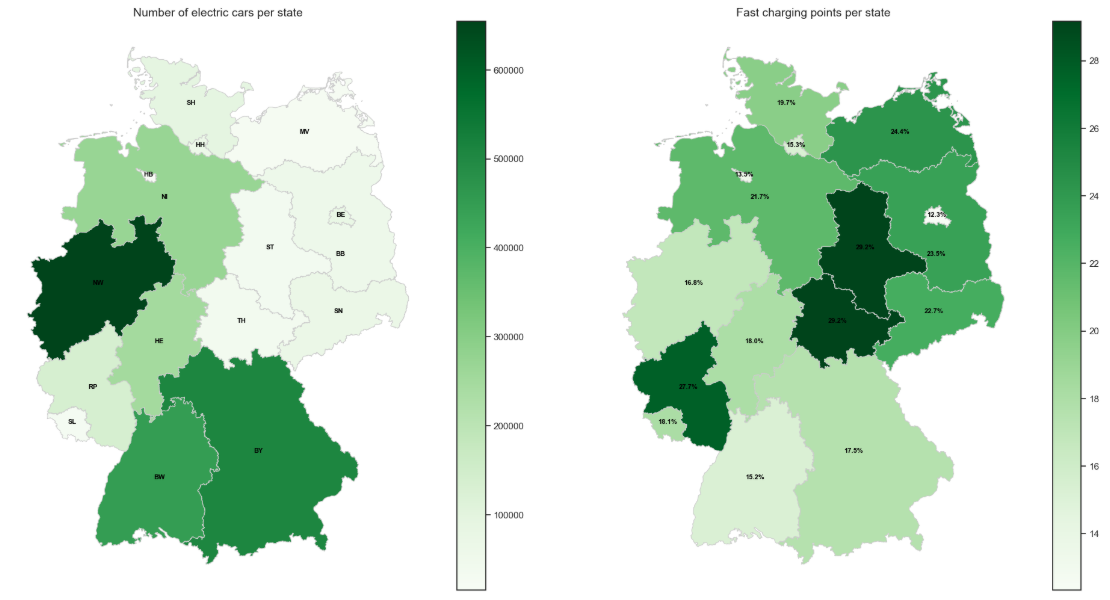 Number of electric cars per state
600000
500000
400000
300000
200000
100000
SH
MV
HH
HB
NI
BE
BB
ST
NW
SN
TH
HE
RP
SL
BY
BW
Fast charging points per state
28
26
24
22
20
18
16
14
19.7%
24.4%
15.3%
13.5%
21.7%
12.3%
23.5%
16.8%
22.7%
18.0%
27.7%
18.1%
17.5%
15.2%